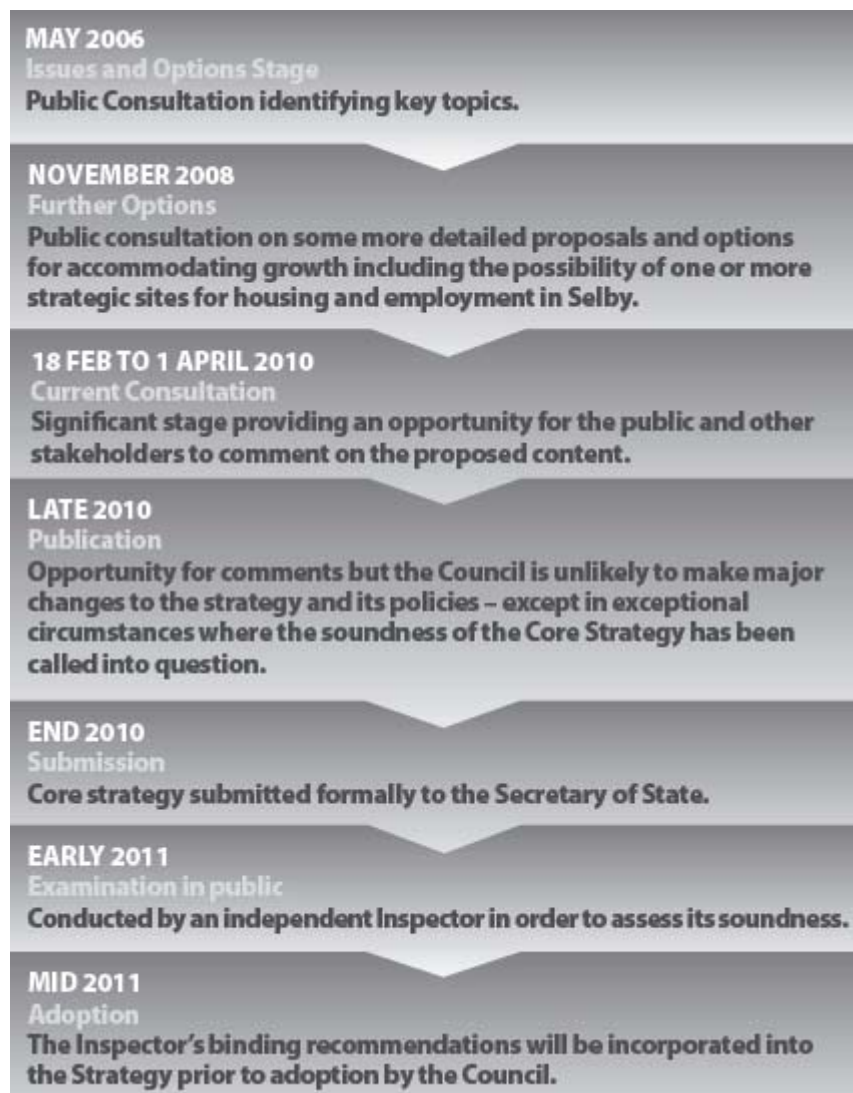 MAY 2006
Issues and Options Stage
Public Consultation identifying key topics.
NOVEMBER 2008
Further Options
Public consultation on some more detailed proposals and options
for accommodating growth including the possibility of one or more
strategic sites for housing and employment in Selby.
18 FEB TO 1 APRIL 2010
Current Consultation
Significant stage providing an opportunity for the public and other
stakeholders to comment on the proposed content.
LATE 2010
Publication
Opportunity for comments but the Council is unlikely to make major
changes to the strategy and its policies – except in exceptional
circumstances where the soundness of the Core Strategy has been
called into question.
END 2010
Submission
Core strategy submitted formally to the Secretary of State.
EARLY 2011
Examination in public
Conducted by an independent Inspector in order to assess its soundness.
MID 2011
Adoption
The Inspector's binding recommendations will be incorporated into
the Strategy prior to adoption by the Council.